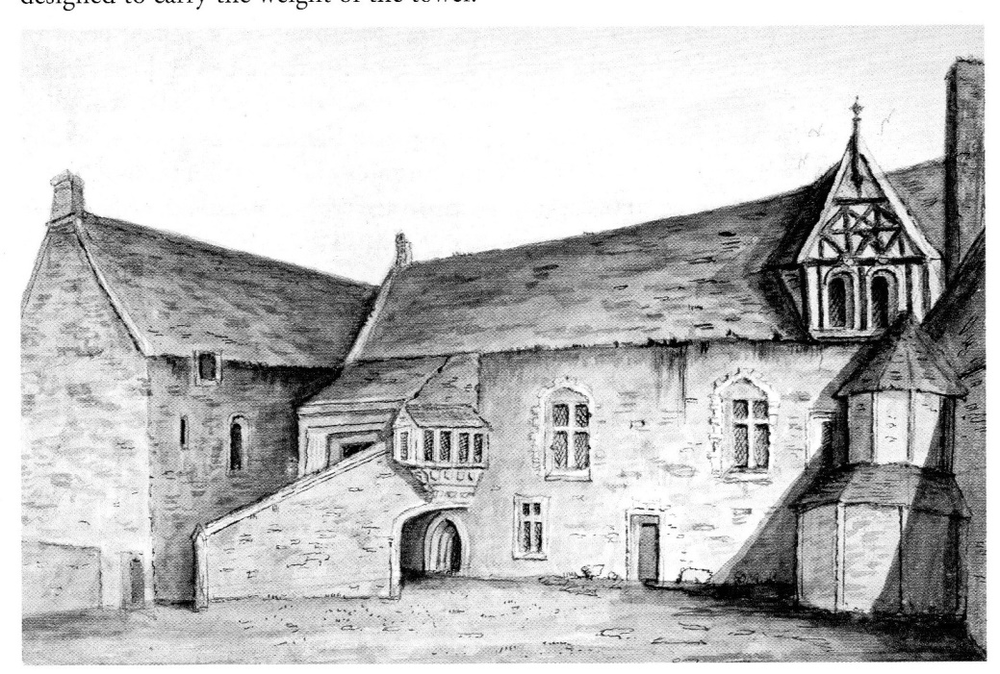 designed to carry the weight of the tower.